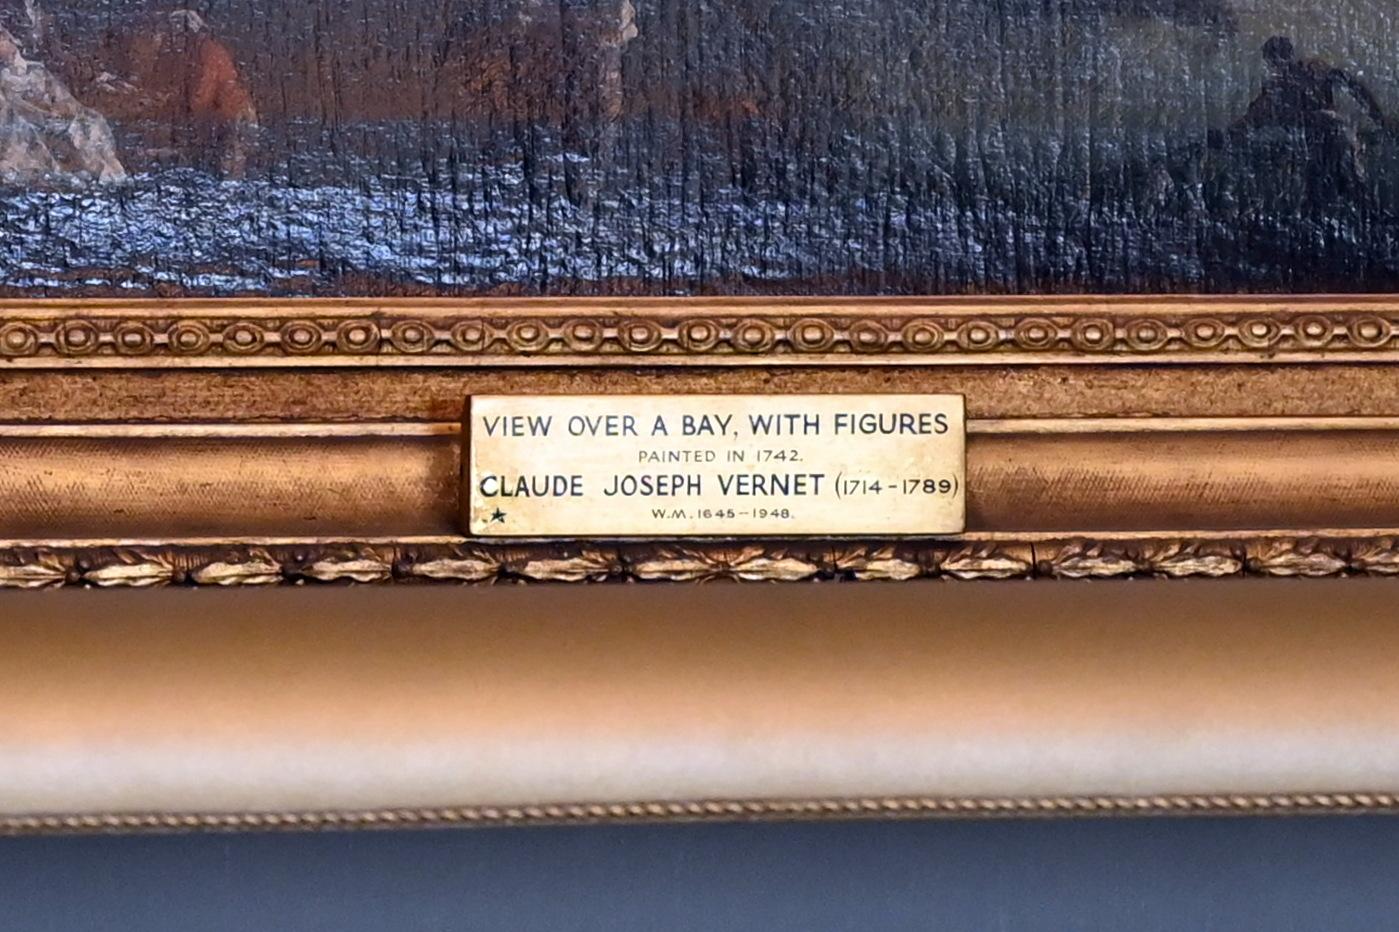 VIEW OVER A BAY, WITH FIGURES
PAINTED IN 1742.
CLAUDE JOSEPH VERNET (1714-1789)
W.M. 1645-1948.